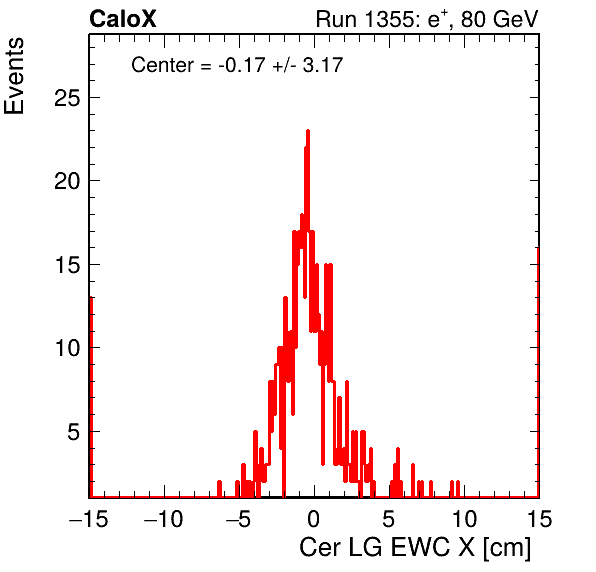 CaloX Run 1355: e⁺, 80 GeV
Events
Center = -0.17 +/- 3.17
25
20
15
10
5
−15 −10 −5 0 5 10 15
Cer LG EWC X [cm]